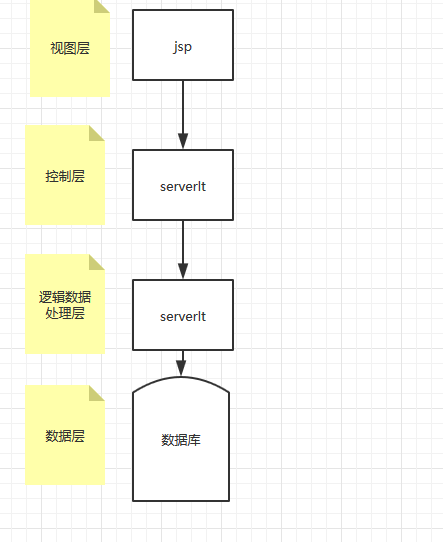 视图层
jsp
控制层
serverlt
逻辑数据
处理层
serverlt
数据层
数据库